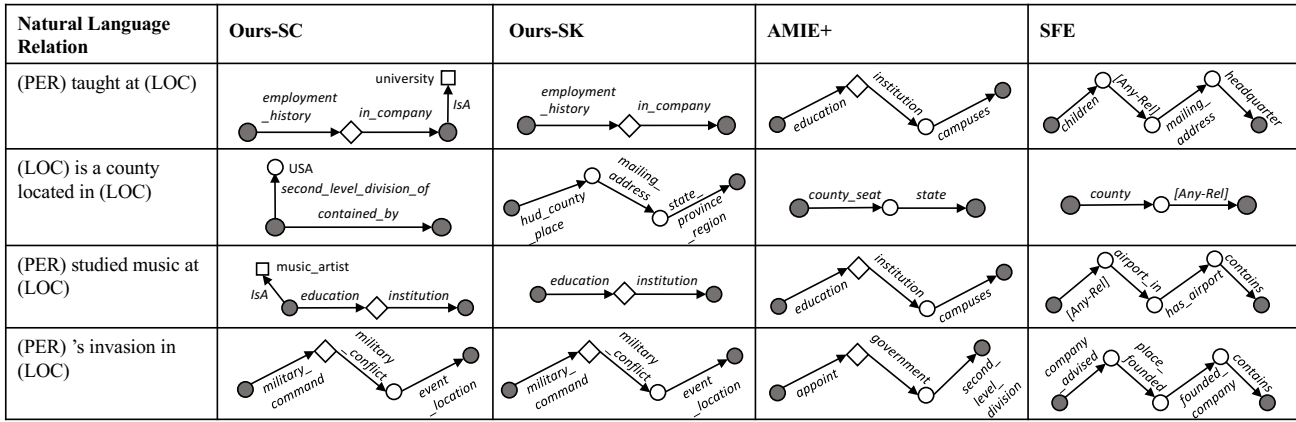 Natural Language
Relation
Ours-SC
Ours-SK
AMIE+
SFE
(PER) taught at (LOC)
university
IsA
employment
_history
in_company
employment
_history
in_company
education
institution
campuses
children
[Any-Rel]
mailing_
address
headquarter
(LOC) is a county
located in (LOC)
USA
second_level_division_of
contained_by
hud_county
_place
mailing_
address
state_
province
_region
county_seat
state
county
[Any-Rel]
(PER) studied music at
(LOC)
music_artist
IsA
education
institution
education
institution
education
institution
campuses
[Any-Rel]
airport_in
has_airport
contains
(PER) 's invasion in
(LOC)
military_
command
military
_conflict
event
_location
military_
command
military
_conflict
event
_location
appoint
government
second_
level_
division
company
_advised
place_
founded
founded_
company
contains